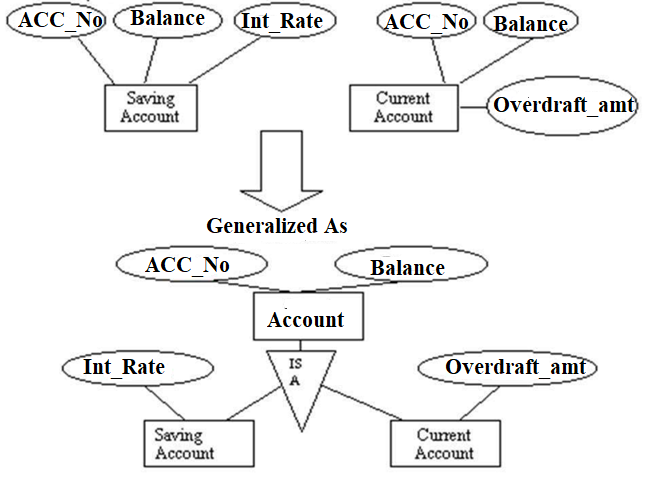 ACC_No Balance Int_Rate ACC_No Balance
Saving
Account
Current
Account
Overdraft_amt
Generalized As
ACC_No Balance
Account
IS
A
Int_Rate Overdraft_amt
Saving
Account
Current
Account